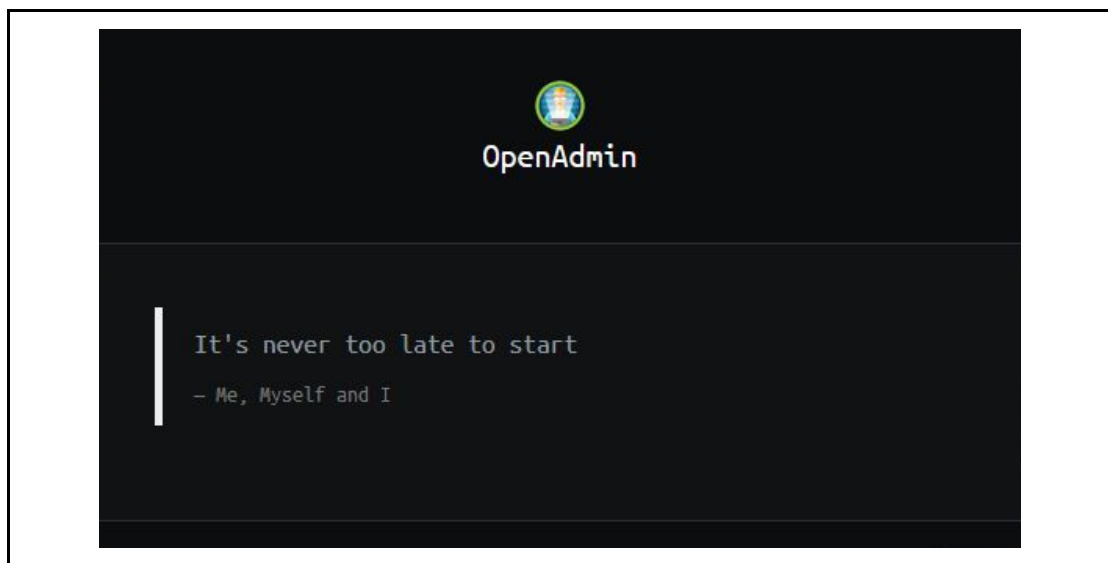 OpenAdmin
It's never too late to start
— Me, Myself and I